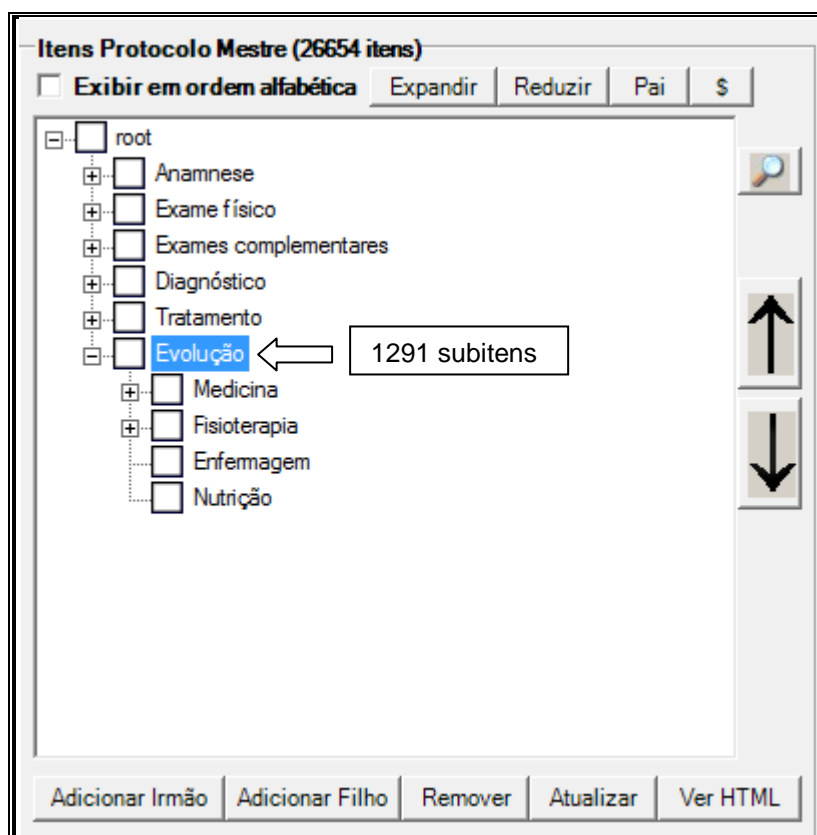 Itens Protocolo Mestre (26654 itens)
Exibir em ordem alfabética Expandir Reduzir Pai $
root
Anamnese
Exame físico
Exames complementares
Diagnóstico
Tratamento
Evolução 1291 subitens
Medicina
Fisioterapia
Enfermagem
Nutrição
Adicionar Irmão Adicionar Filho Remover Atualizar Ver HTML